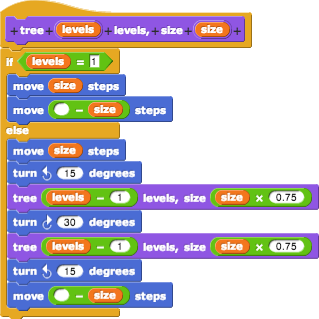 + tree + levels + levels, size + size +
if levels = 1
move size steps
move − size steps
else
move size steps
turn ↺ 15 degrees
tree levels − 1 levels, size size × 0.75
turn ↻ 30 degrees
tree levels − 1 levels, size size × 0.75
turn ↺ 15 degrees
move − size steps